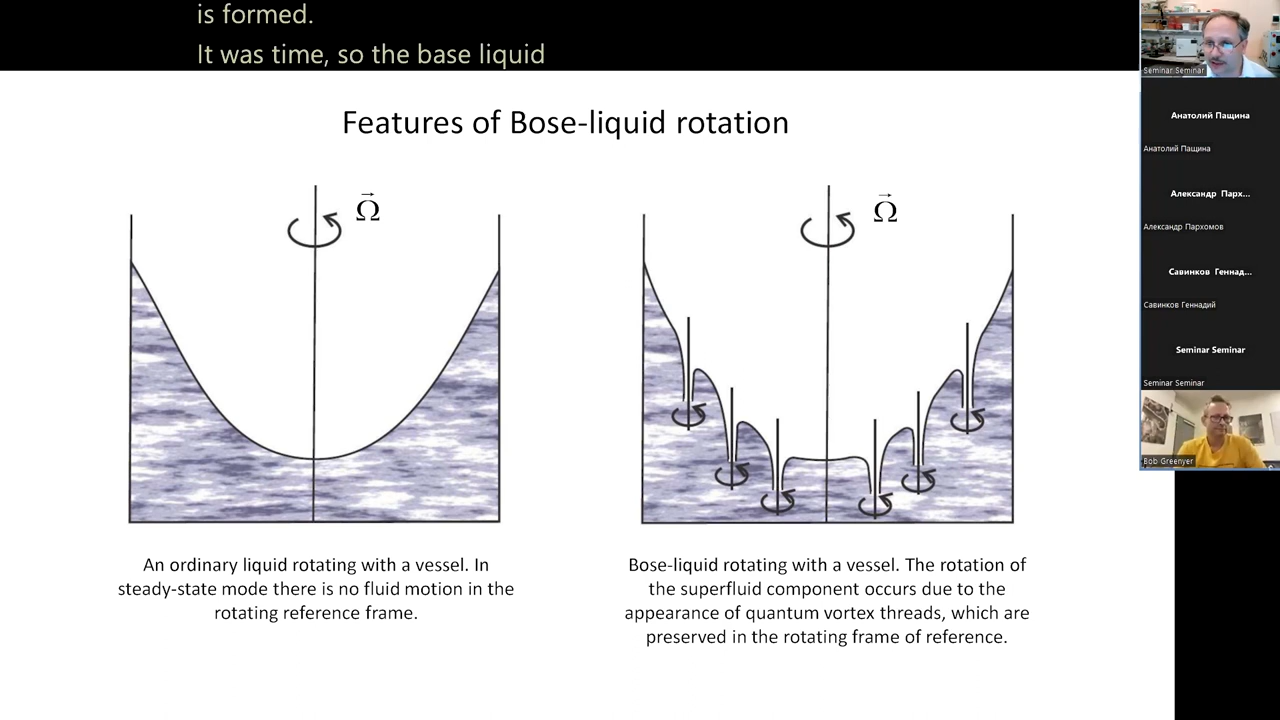 is formed.
It was time, so the base liquid
Features of Bose-liquid rotation
Ω
Ω
An ordinary liquid rotating with a vessel. In
steady-state mode there is no fluid motion in the
rotating reference frame.
Bose-liquid rotating with a vessel. The rotation of
the superfluid component occurs due to the
appearance of quantum vortex threads, which are
preserved in the rotating frame of reference.
Seminar Seminar
Анатолий Пащина
Анатолий Пащина
Александр Парх...
Александр Пархомов
Савинков Геннад...
Савинков Геннадий
Seminar Seminar
Seminar Seminar
Bob Greenyer